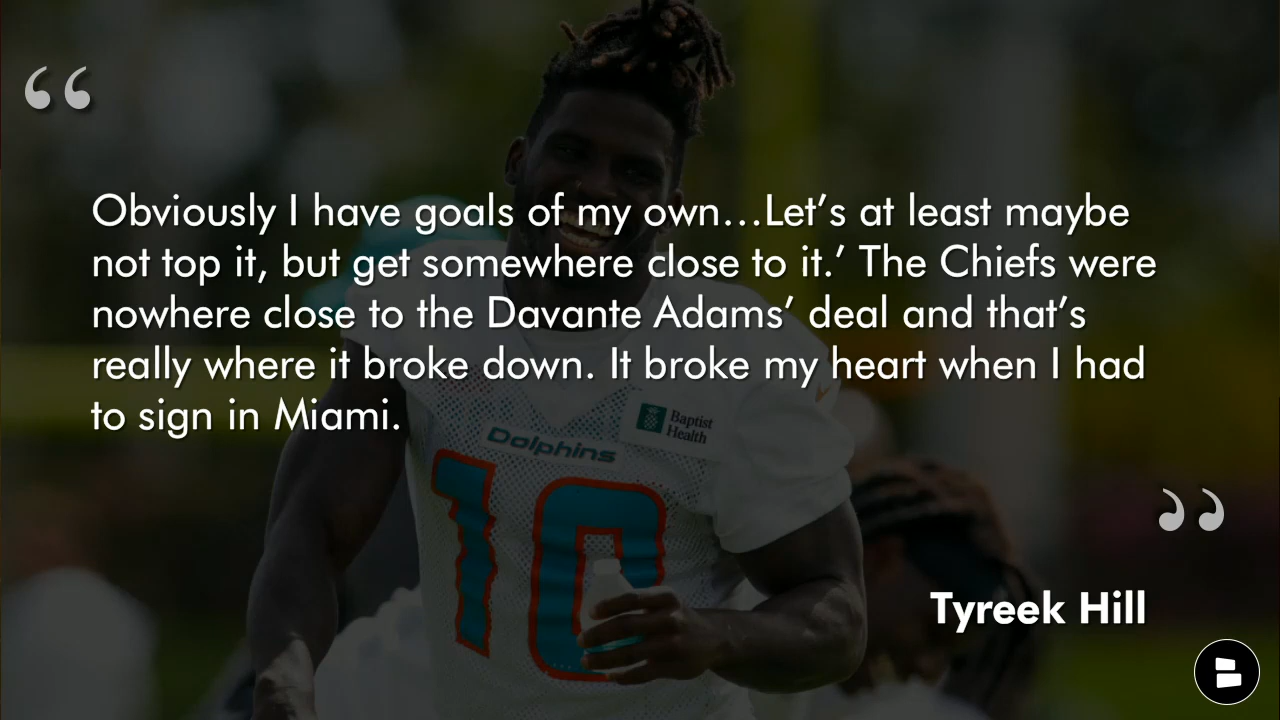 “
Obviously I have goals of my own…Let’s at least maybe
not top it, but get somewhere close to it.’ The Chiefs were
nowhere close to the Davante Adams’ deal and that’s
really where it broke down. It broke my heart when I had
to sign in Miami.
”
Tyreek Hill
Baptist
Health
Dolphins
10